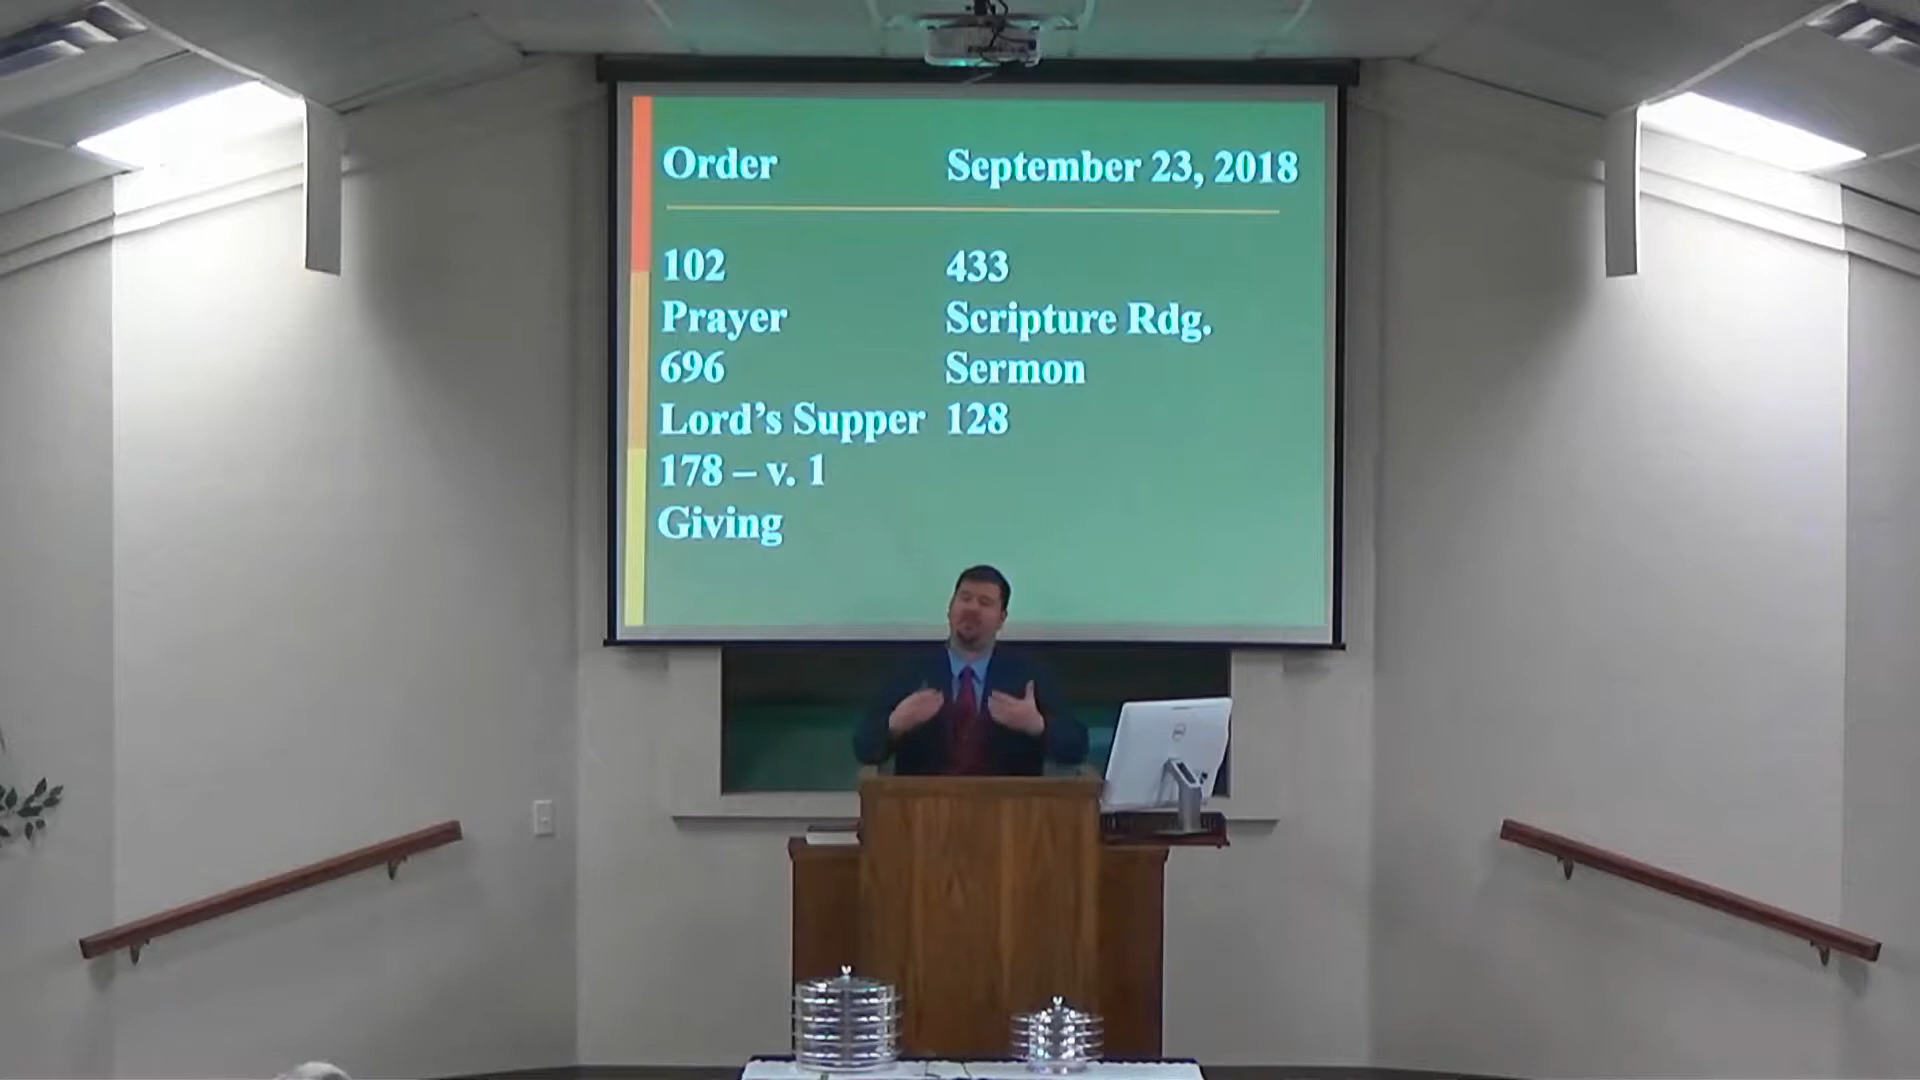 Order September 23, 2018
102
Prayer
696
Lord’s Supper
178 – v. 1
Giving
433
Scripture Rdg.
Sermon
128